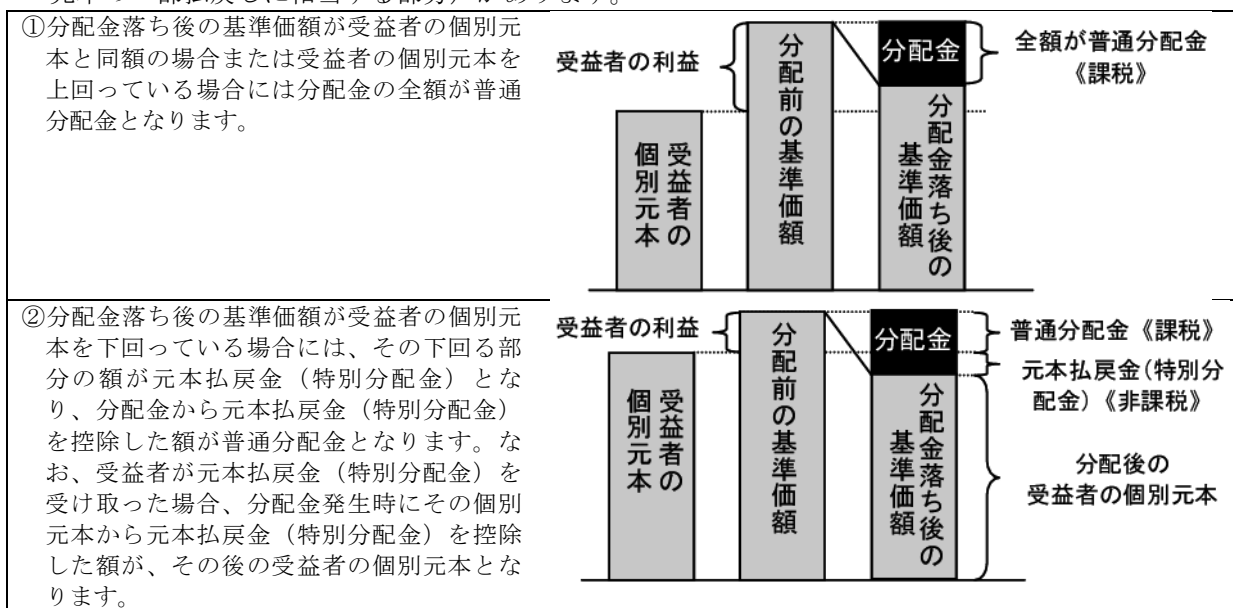 ①分配金落ち後の基準価額が受益者の個別元
本と同額の場合または受益者の個別元本を
上回っている場合には分配金の全額が普通
分配金となります。
受益者の利益
受益者の
個別元本
分配前の基準価額
分配金
分配金落ち後の
基準価額
全額が普通分配金
《課税》
②分配金落ち後の基準価額が受益者の個別元
本を下回っている場合には、その下回る部
分の額が元本払戻金（特別分配金）とな
り、分配金から元本払戻金（特別分配金）
を控除した額が普通分配金となります。な
お、受益者が元本払戻金（特別分配金）を
受け取った場合、分配金発生時にその個別
元本から元本払戻金（特別分配金）を控除
した額が、その後の受益者の個別元本とな
ります。
受益者の利益
受益者の
個別元本
分配前の基準価額
分配金
分配金落ち後の
基準価額
普通分配金《課税》
元本払戻金（特別分
配金）《非課税》
分配後の
受益者の個別元本